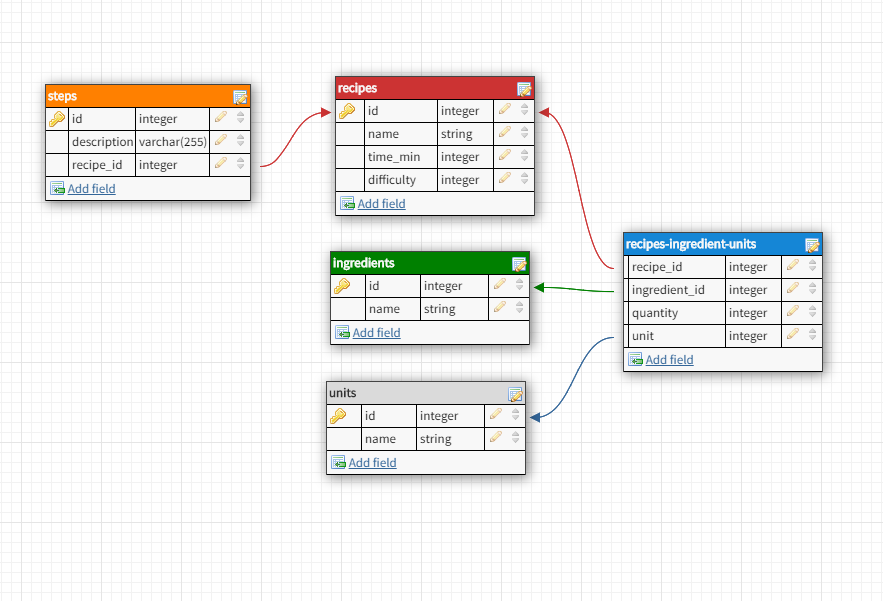 steps
id integer
description varchar(255)
recipe_id integer
Add field
recipes
id integer
name string
time_min integer
difficulty integer
Add field
ingredients
id integer
name string
Add field
units
id integer
name string
Add field
recipes-ingredient-units
recipe_id integer
ingredient_id integer
quantity integer
unit integer
Add field